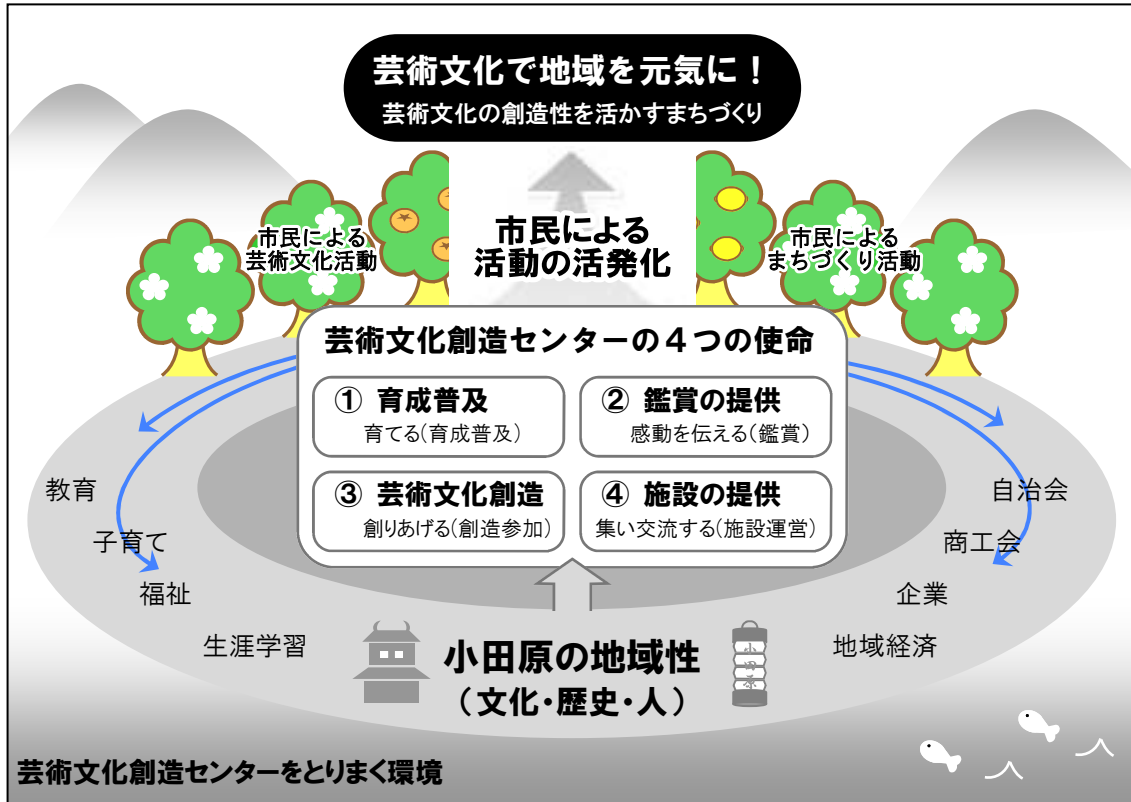 芸術文化で地域を元気に！
芸術文化の創造性を活かすまちづくり
市民による
芸術文化活動
市民による
活動の活発化
市民による
まちづくり活動
芸術文化創造センターの４つの使命
① 育成普及
育てる(育成普及)
② 鑑賞の提供
感動を伝える(鑑賞)
③ 芸術文化創造
創りあげる(創造参加)
④ 施設の提供
集い交流する(施設運営)
教育
子育て
福祉
生涯学習
自治会
商工会
企業
地域経済
小田原の地域性
（文化・歴史・人）
小田原
芸術文化創造センターをとりまく環境